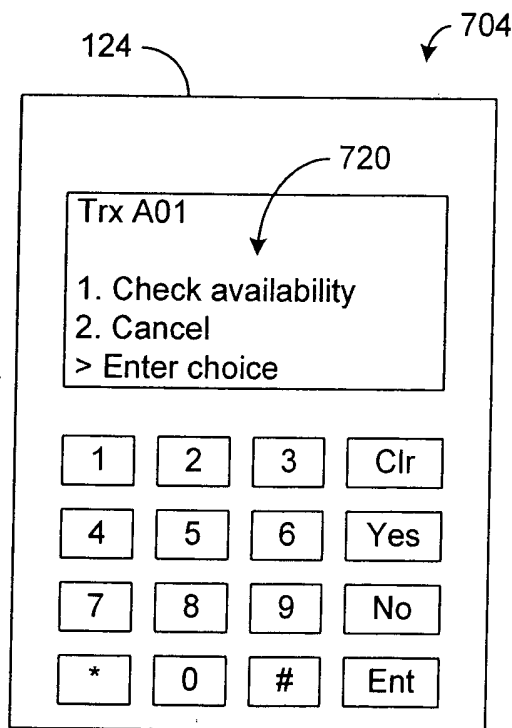 704
124
720
Trx A01
1. Check availability
2. Cancel
> Enter choice
1 2 3 Clr
4 5 6 Yes
7 8 9 No
* 0 # Ent